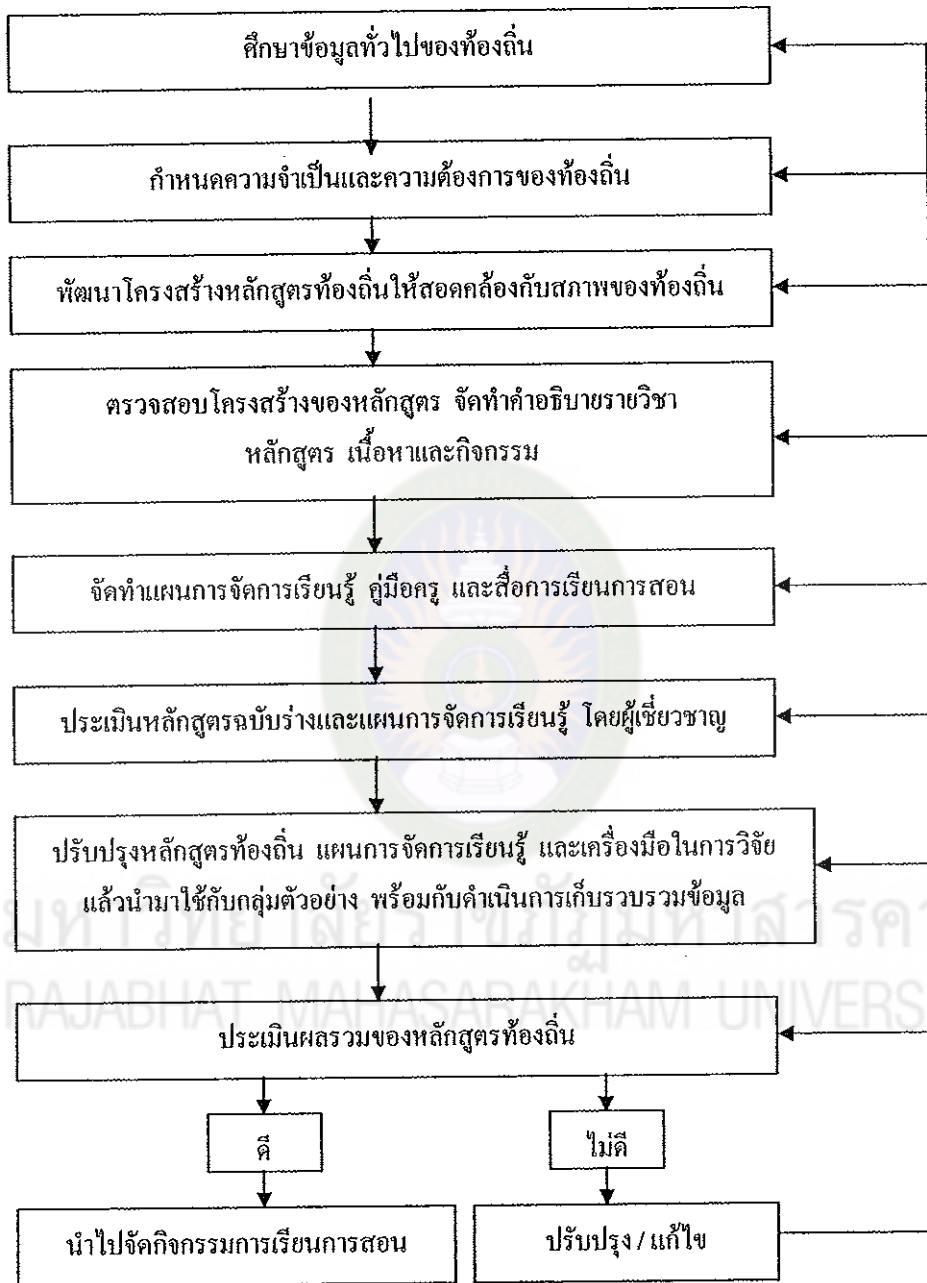 ศึกษาข้อมูลทั่วไปของท้องถิ่น
กำหนดความจำเป็นและความต้องการของท้องถิ่น
พัฒนาโครงสร้างหลักสูตรท้องถิ่นให้สอดคล้องกับสภาพของท้องถิ่น
ตรวจสอบโครงสร้างของหลักสูตร จัดทำคำอธิบายรายวิชา
หลักสูตร เนื้อหาและกิจกรรม
จัดทำแผนการจัดการเรียนรู้ คู่มือครู และสื่อการเรียนการสอน
ประเมินหลักสูตรฉบับร่างและแผนการจัดการเรียนรู้ โดยผู้เชี่ยวชาญ
ปรับปรุงหลักสูตรท้องถิ่น แผนการจัดการเรียนรู้ และเครื่องมือในการวิจัย
แล้วนำมาใช้กับกลุ่มตัวอย่าง พร้อมกับดำเนินการเก็บรวบรวมข้อมูล
มหาวิทยาลัยราชภัฏมหาสารคา
RAJABHAT MAHASARAKHAM UNIVERS
ประเมินผลรวมของหลักสูตรท้องถิ่น
ดี ไม่ดี
นำไปจัดกิจกรรมการเรียนการสอน ปรับปรุง / แก้ไข